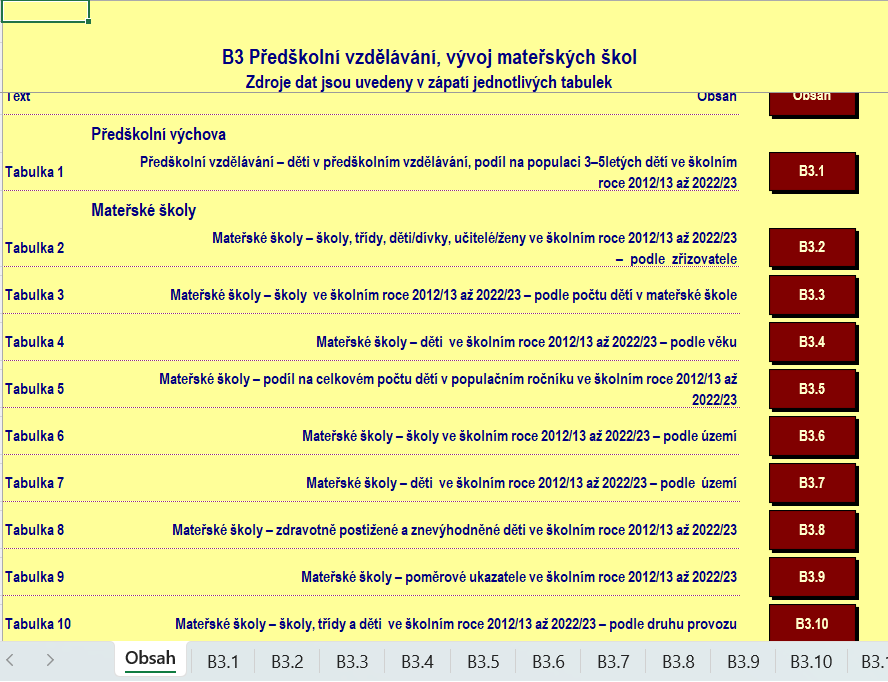 B3 Předškolní vzdělávání, vývoj mateřských škol
Zdroje dat jsou uvedeny v zápatí jednotlivých tabulek
Text Obsah Obsah
Předškolní výchova
Tabulka 1 Předškolní vzdělávání – děti v předškolním vzdělávání, podíl na populaci 3–5letých dětí ve školním B3.1
roce 2012/13 až 2022/23
Mateřské školy
Tabulka 2 Mateřské školy – školy, třídy, děti/dívky, učitelé/ženy ve školním roce 2012/13 až 2022/23 B3.2
– podle zřizovatele
Tabulka 3 Mateřské školy – školy ve školním roce 2012/13 až 2022/23 – podle počtu dětí v mateřské škole B3.3
Tabulka 4 Mateřské školy – děti ve školním roce 2012/13 až 2022/23 – podle věku B3.4
Tabulka 5 Mateřské školy – podíl na celkovém počtu dětí v populačním ročníku ve školním roce 2012/13 až B3.5
2022/23
Tabulka 6 Mateřské školy – školy ve školním roce 2012/13 až 2022/23 – podle území B3.6
Tabulka 7 Mateřské školy – děti ve školním roce 2012/13 až 2022/23 – podle území B3.7
Tabulka 8 Mateřské školy – zdravotně postižené a znevýhodněné děti ve školním roce 2012/13 až 2022/23 B3.8
Tabulka 9 Mateřské školy – poměrové ukazatele ve školním roce 2012/13 až 2022/23 B3.9
Tabulka 10 Mateřské školy – školy, třídy a děti ve školním roce 2012/13 až 2022/23 – podle druhu provozu B3.10
Obsah B3.1 B3.2 B3.3 B3.4 B3.5 B3.6 B3.7 B3.8 B3.9 B3.10